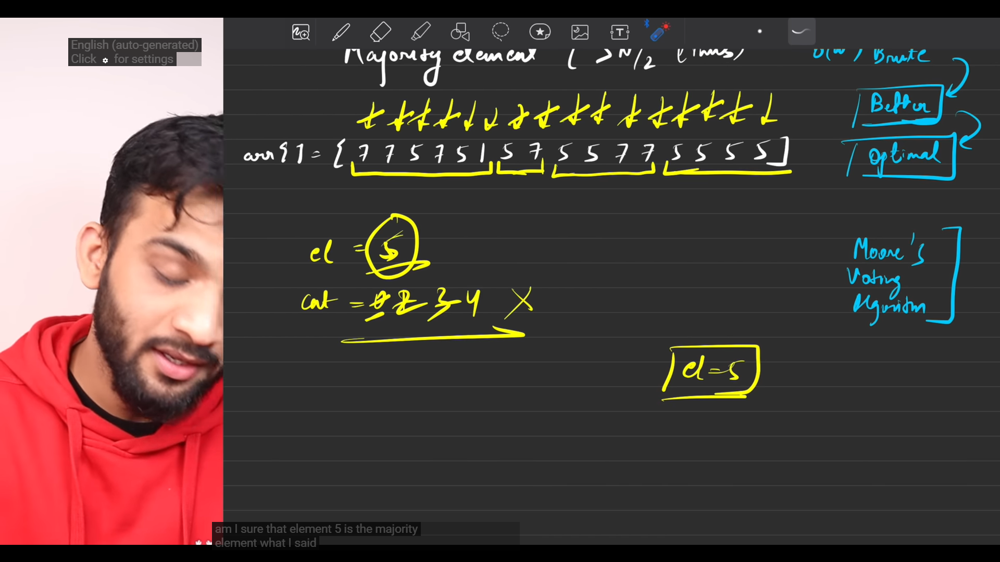 English (auto-generated)
Click for settings
Majority element ( > N/2 times)
Brute
Better
Optimal
arr[] = { 7 7 5 7 5 1 5 7 5 5 7 7 5 5 5 5 ]
el = 5
cnt = 4 X
Moore's
Voting
Algorithm
el = 5
am I sure that element 5 is the majority
element what I said